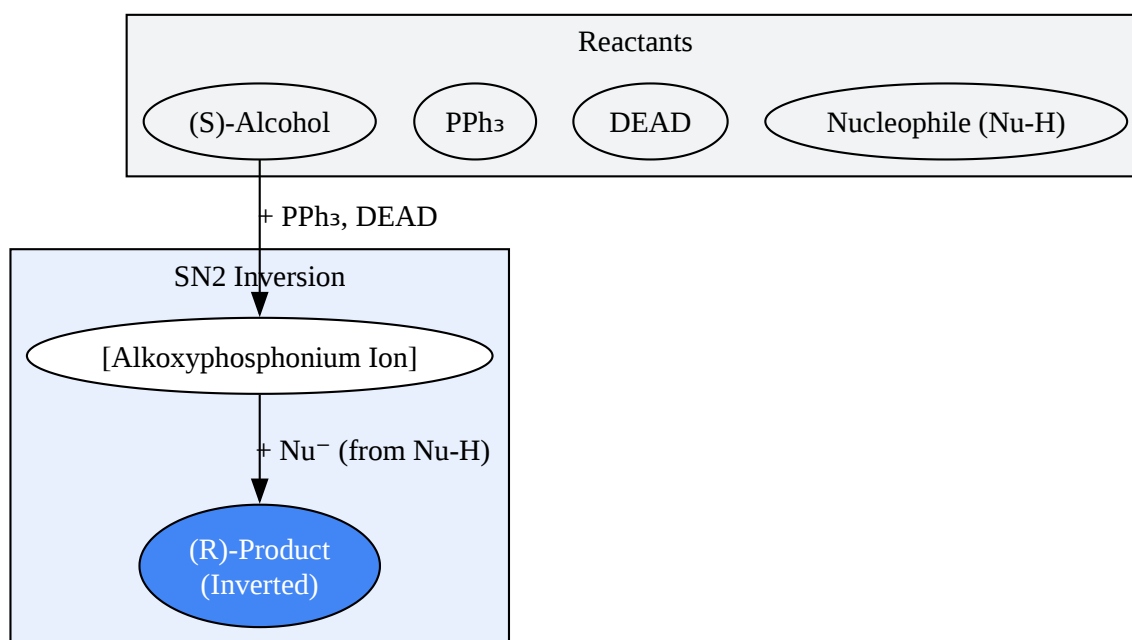 Reactants
(S)-Alcohol
PPh₃
DEAD
Nucleophile (Nu-H)
+ PPh₃, DEAD
SN2 Inversion
[Alkoxyphosphonium Ion]
+ Nu⁻ (from Nu-H)
(R)-Product
(Inverted)